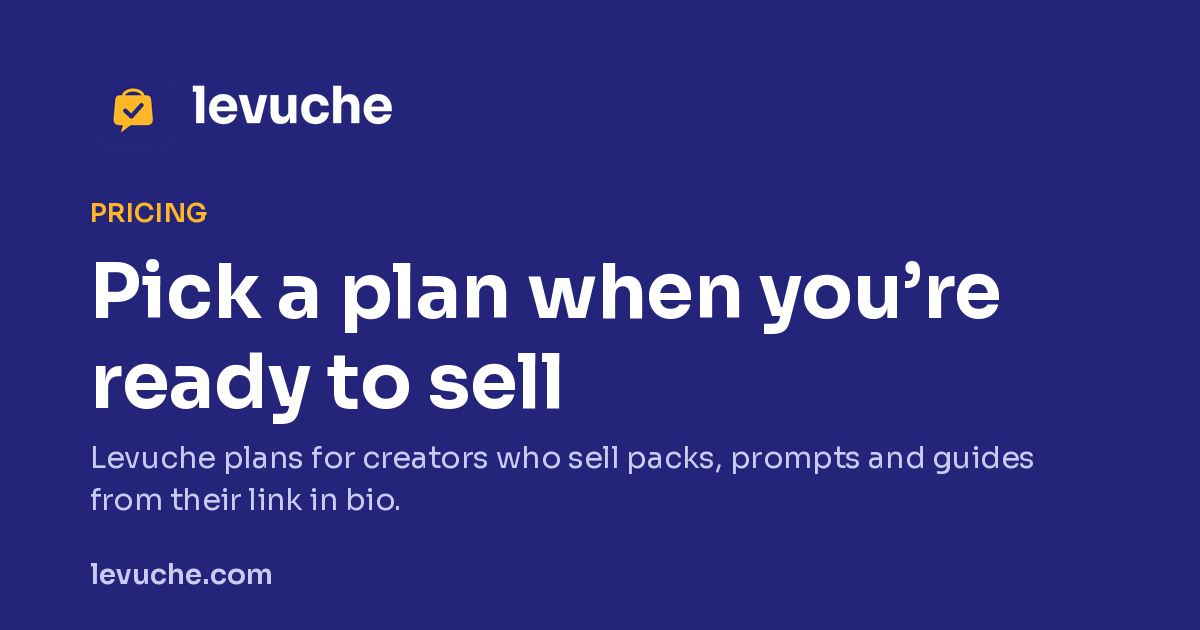 levuche
PRICING
Pick a plan when you’re
ready to sell
Levuche plans for creators who sell packs, prompts and guides
from their link in bio.
levuche.com